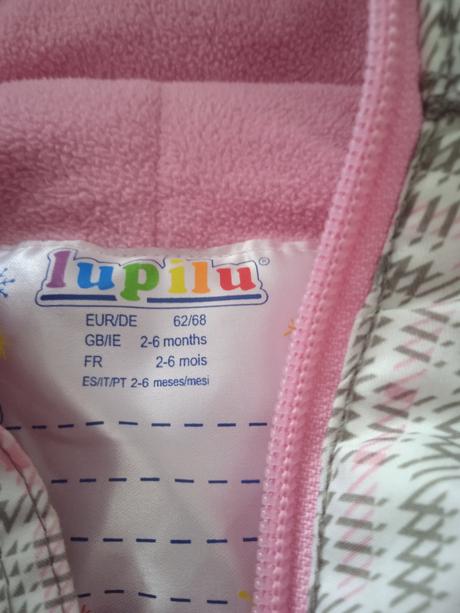 lupilu®
EUR/DE 62/68
GB/IE 2-6 months
FR 2-6 mois
ES/IT/PT 2-6 meses/mesi